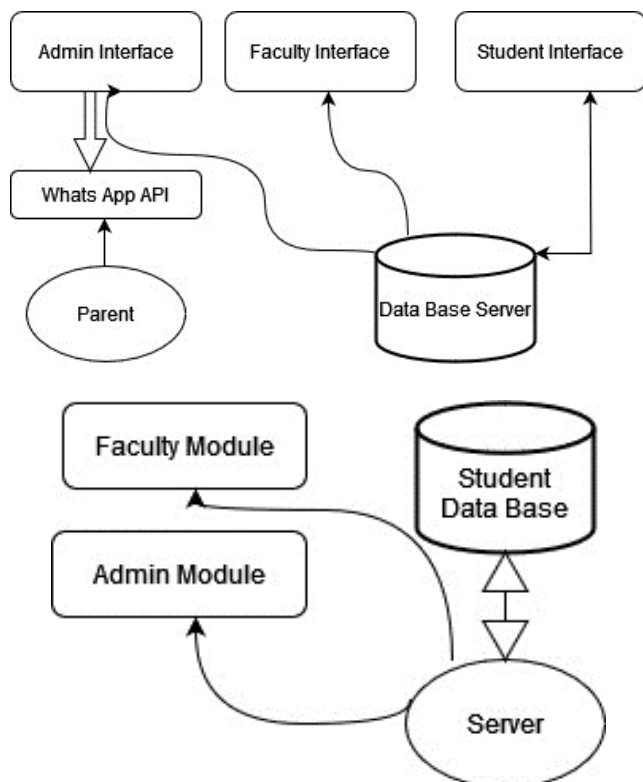 Admin Interface
Faculty Interface
Student Interface
Whats App API
Parent
Data Base Server
Faculty Module
Student
Data Base
Admin Module
Server